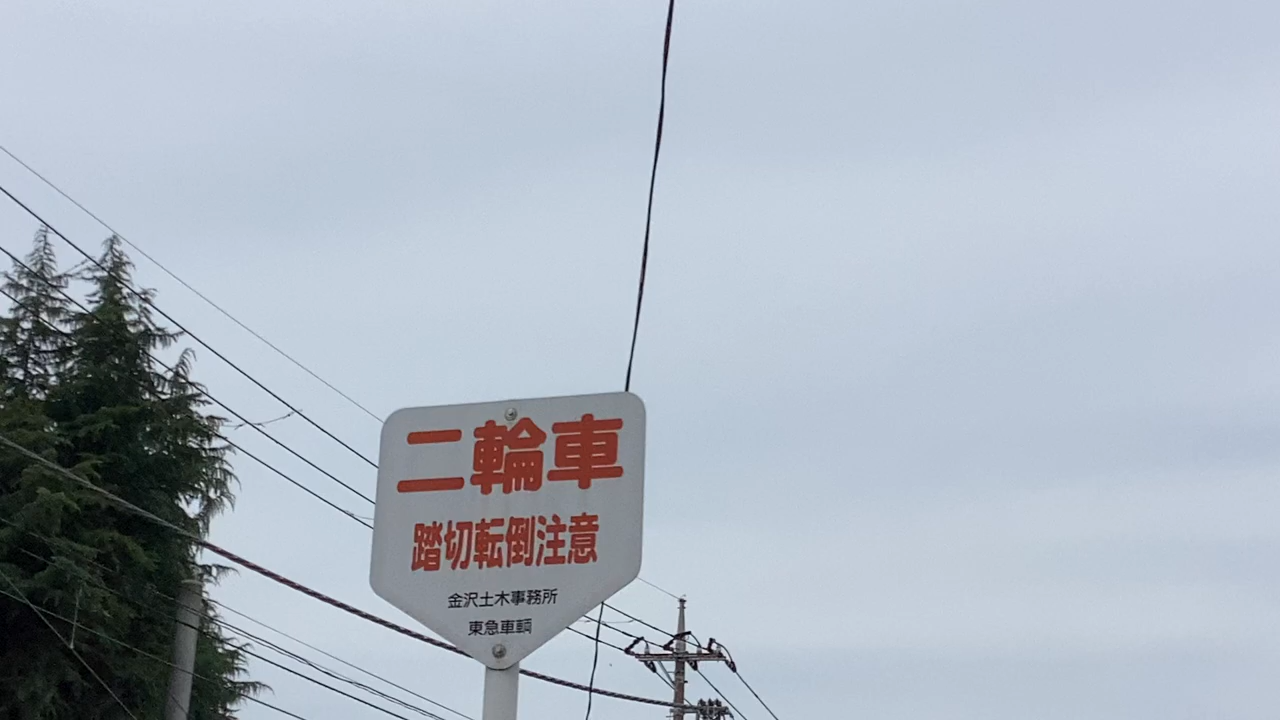 二輪車
踏切転倒注意
金沢土木事務所
東急車輌